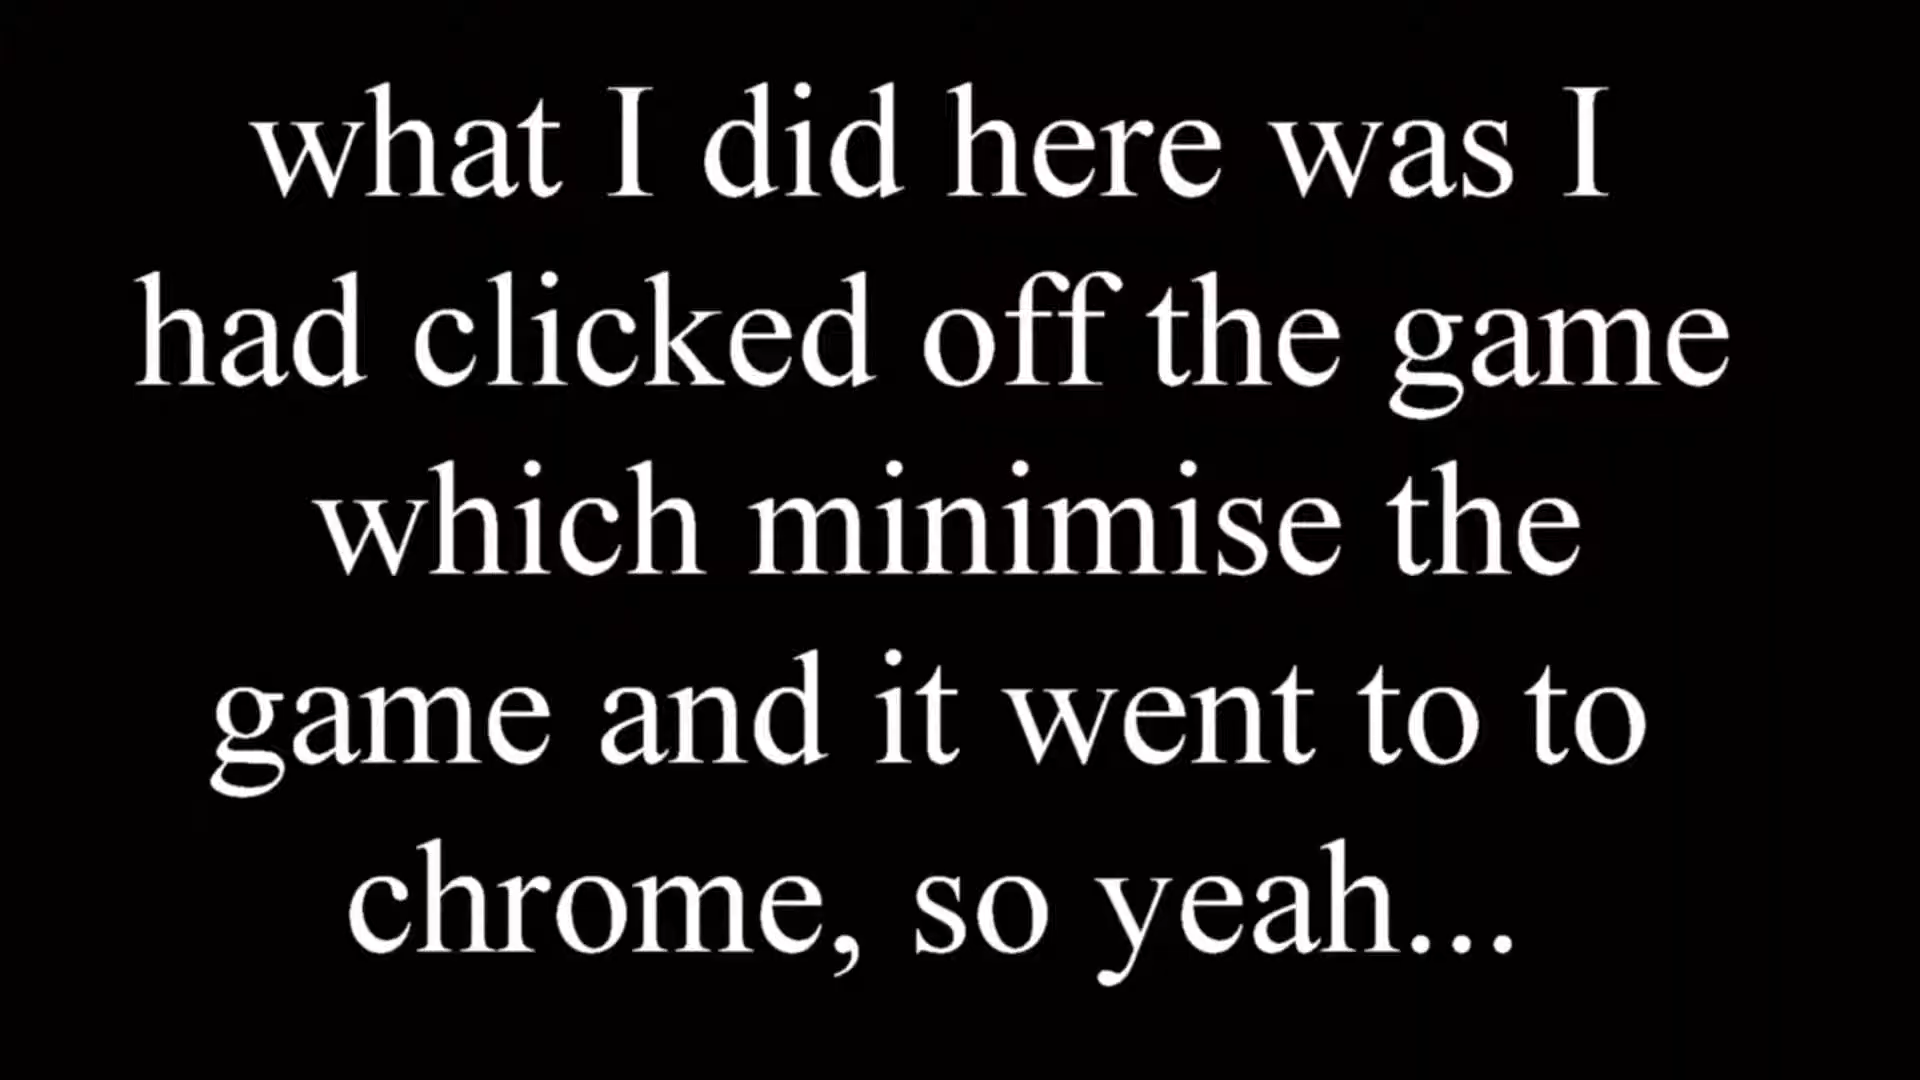 what I did here was I
had clicked off the game
which minimise the
game and it went to to
chrome, so yeah...